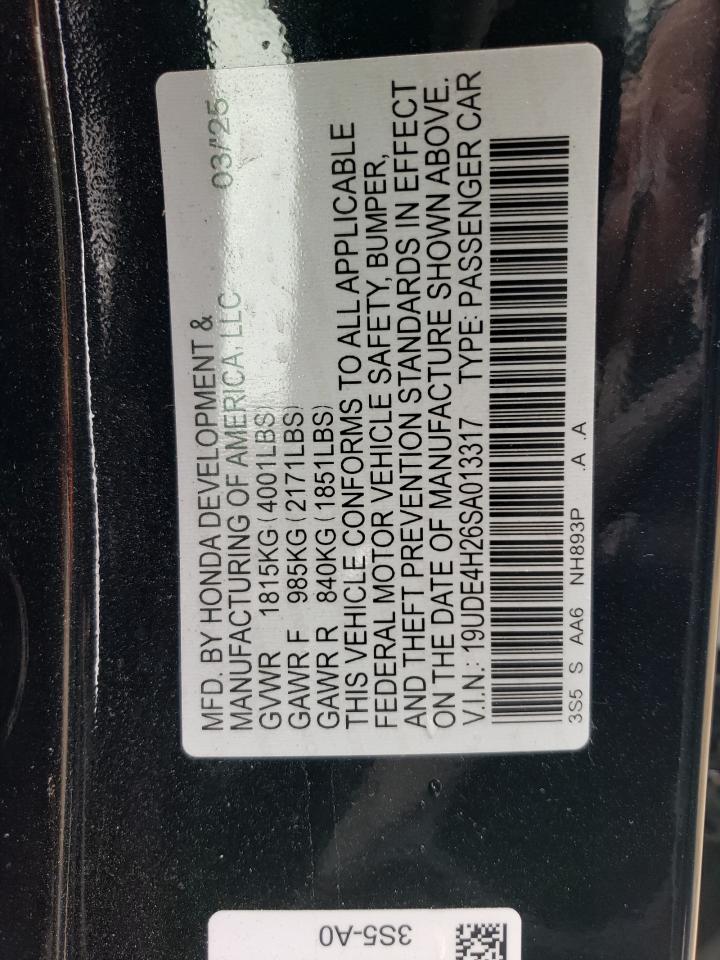 MFD. BY HONDA DEVELOPMENT &
MANUFACTURING OF AMERICA, LLC 03/'25
GVWR 1815KG(4001LBS)
GAWR F 985KG(2171LBS)
GAWR R 840KG(1851LBS)
THIS VEHICLE CONFORMS TO ALL APPLICABLE
FEDERAL MOTOR VEHICLE SAFETY, BUMPER,
AND THEFT PREVENTION STANDARDS IN EFFECT
ON THE DATE OF MANUFACTURE SHOWN ABOVE.
V.I.N.: 19UDE4H26SA013317 TYPE: PASSENGER CAR
3S5 S AA6 NH893P .A .A
3S5-A0